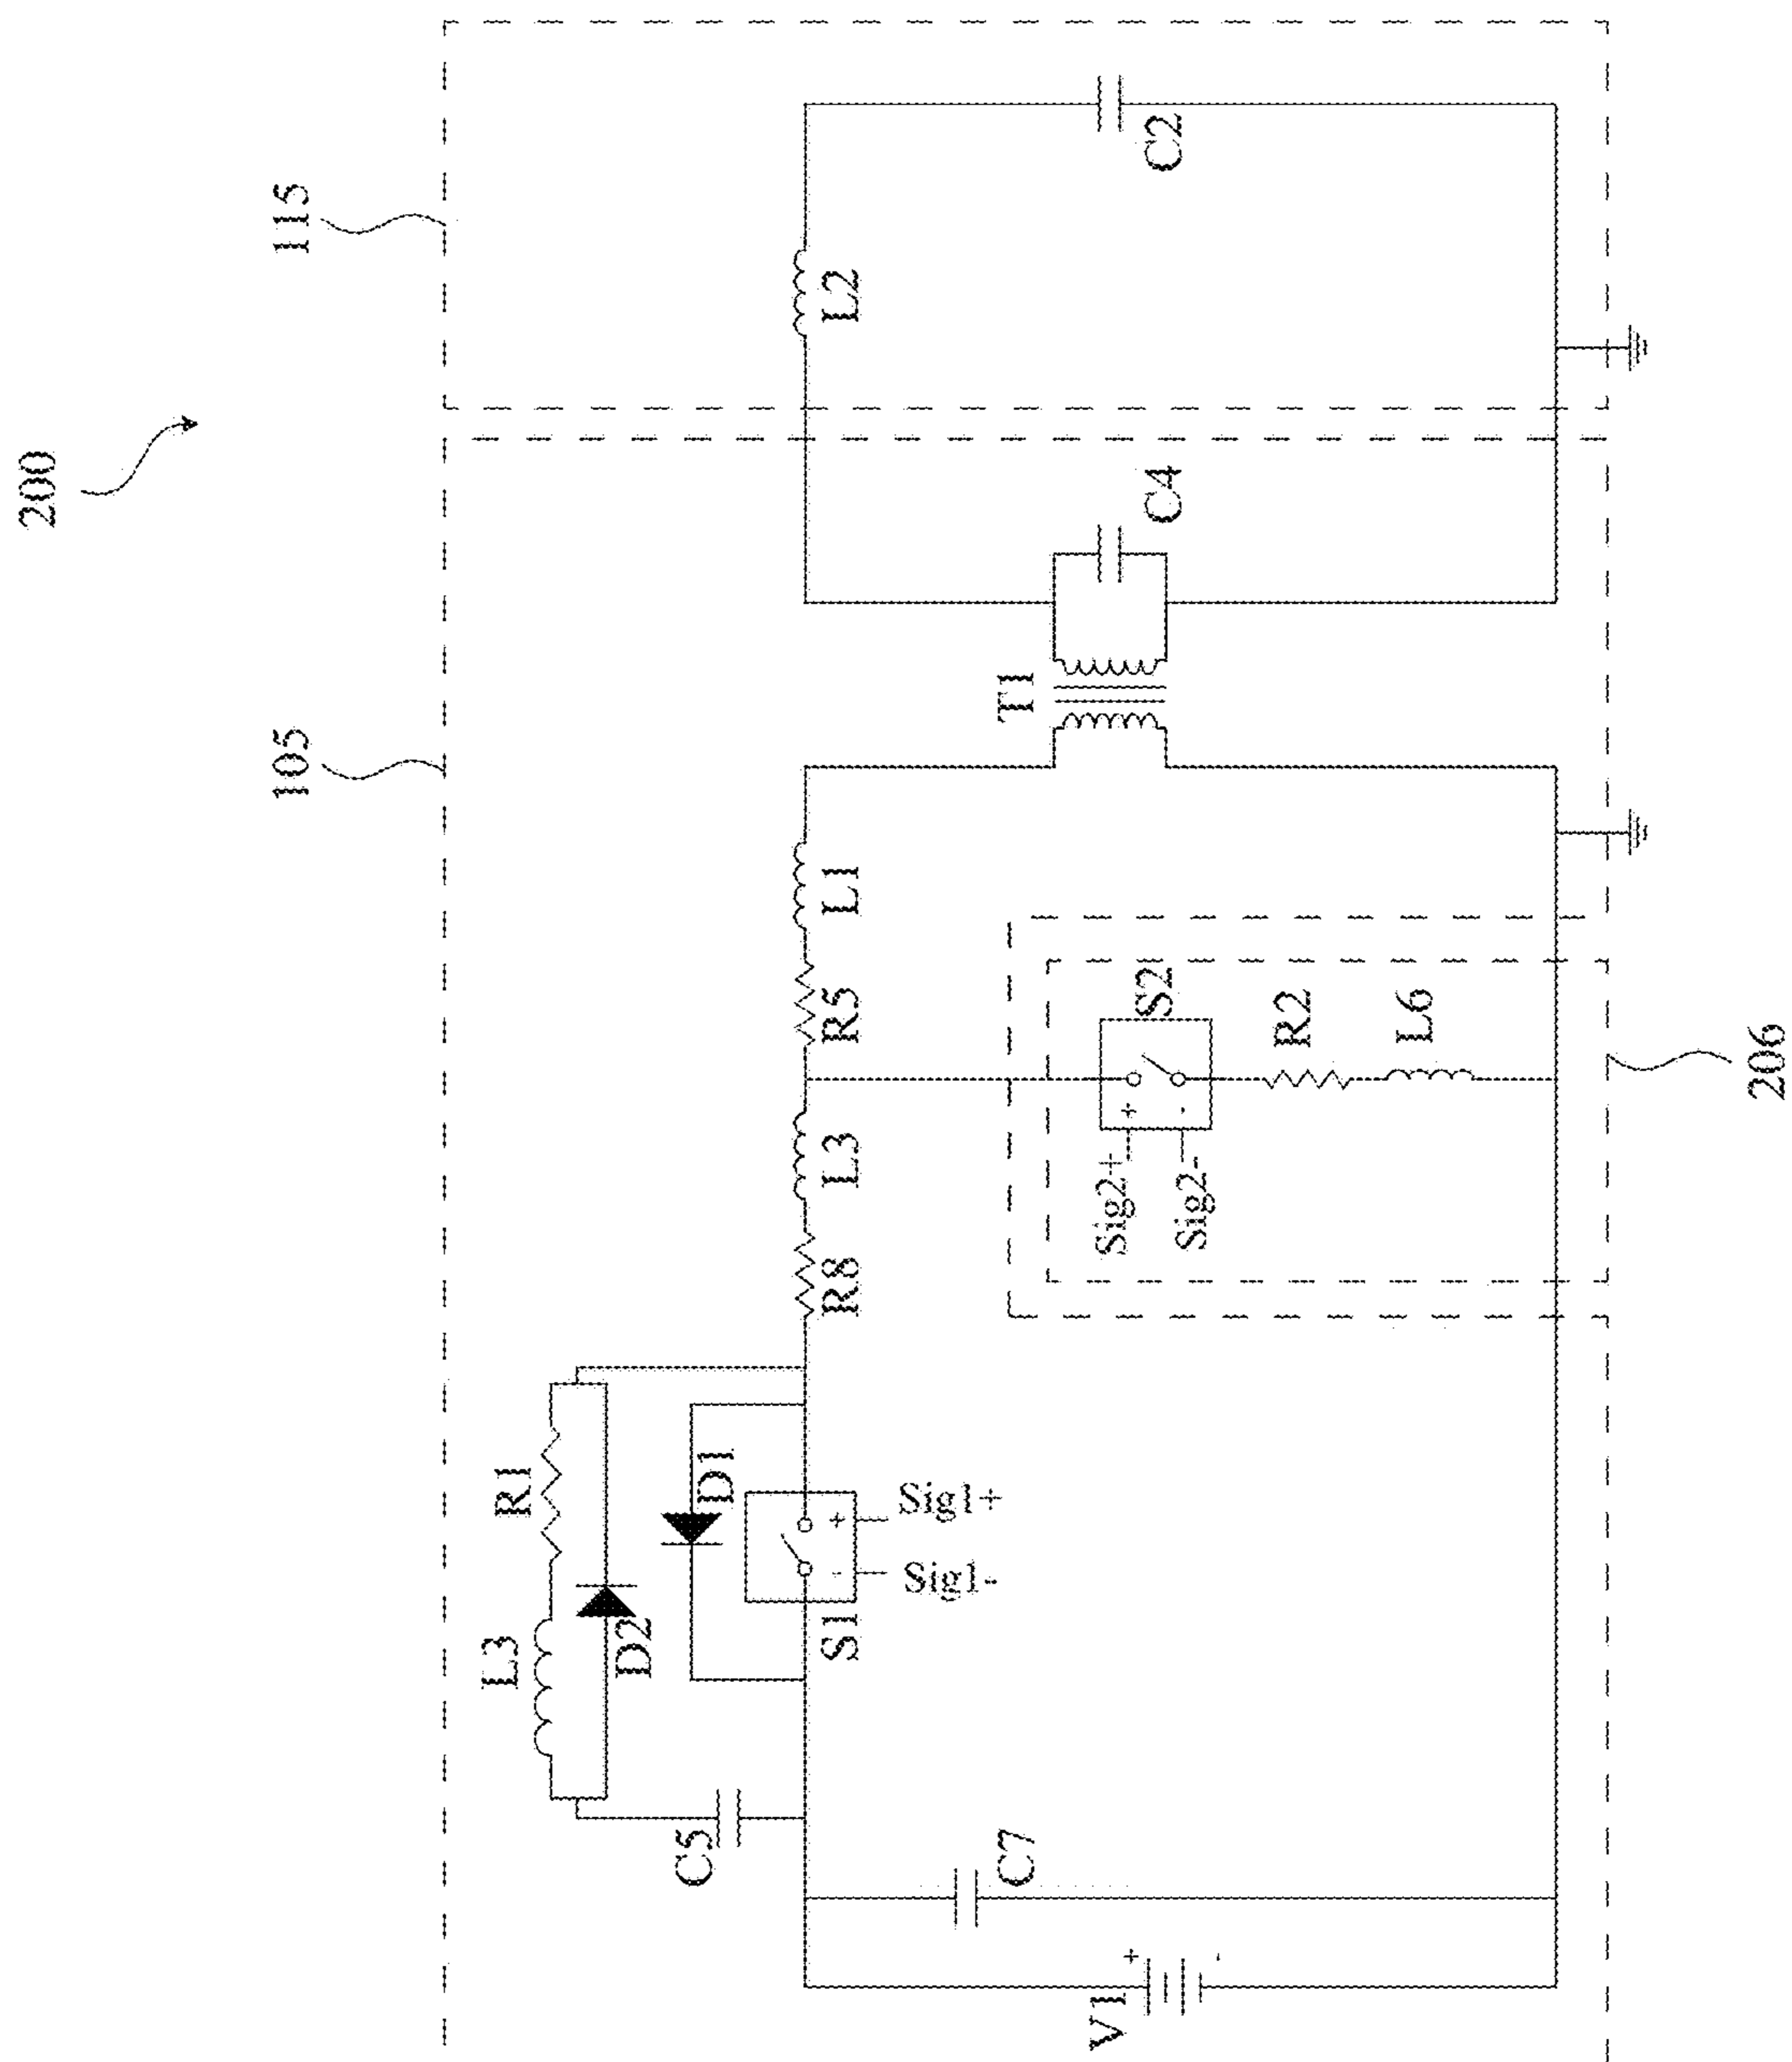 200
105
115
L3
R1
D2
D1
C5
S1
Sig1-
Sig1+
R8
L3
R5
L1
T1
C4
L2
C2
C7
V1
+
-
- +
Sig2+
Sig2-
+
-
S2
R2
L6
206